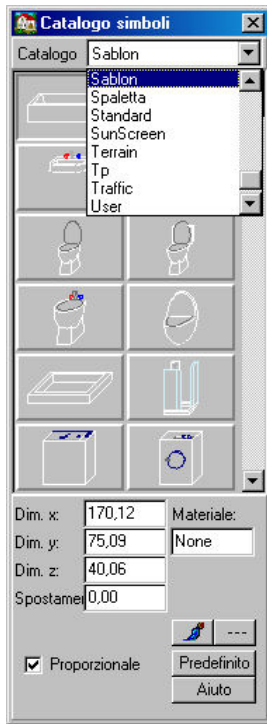 Catalogo simboli
Catalogo Sablon
Sablon
Spaletta
Standard
SunScreen
Terrain
Tp
Traffic
User
Dim. x: 170,12 Materiale:
Dim. y: 75,09 None
Dim. z: 40,06
Spostamei 0,00
---
Proporzionale Predefinito
Aiuto